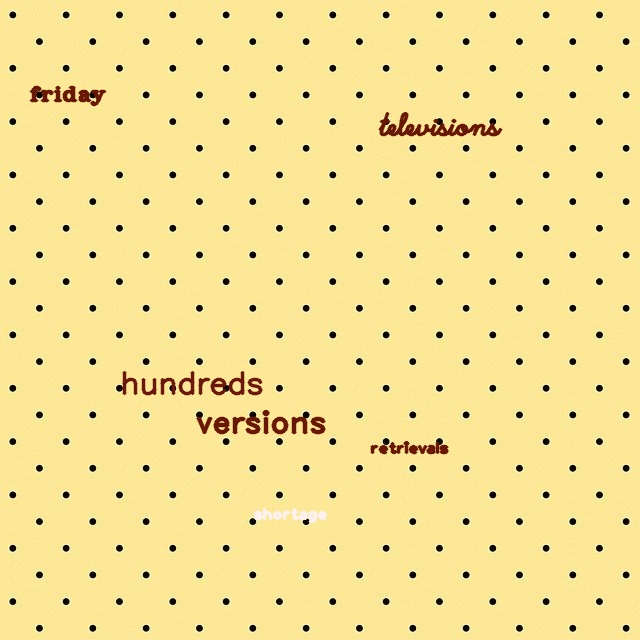 friday
televisions
hundreds
versions
retrievals
shortage